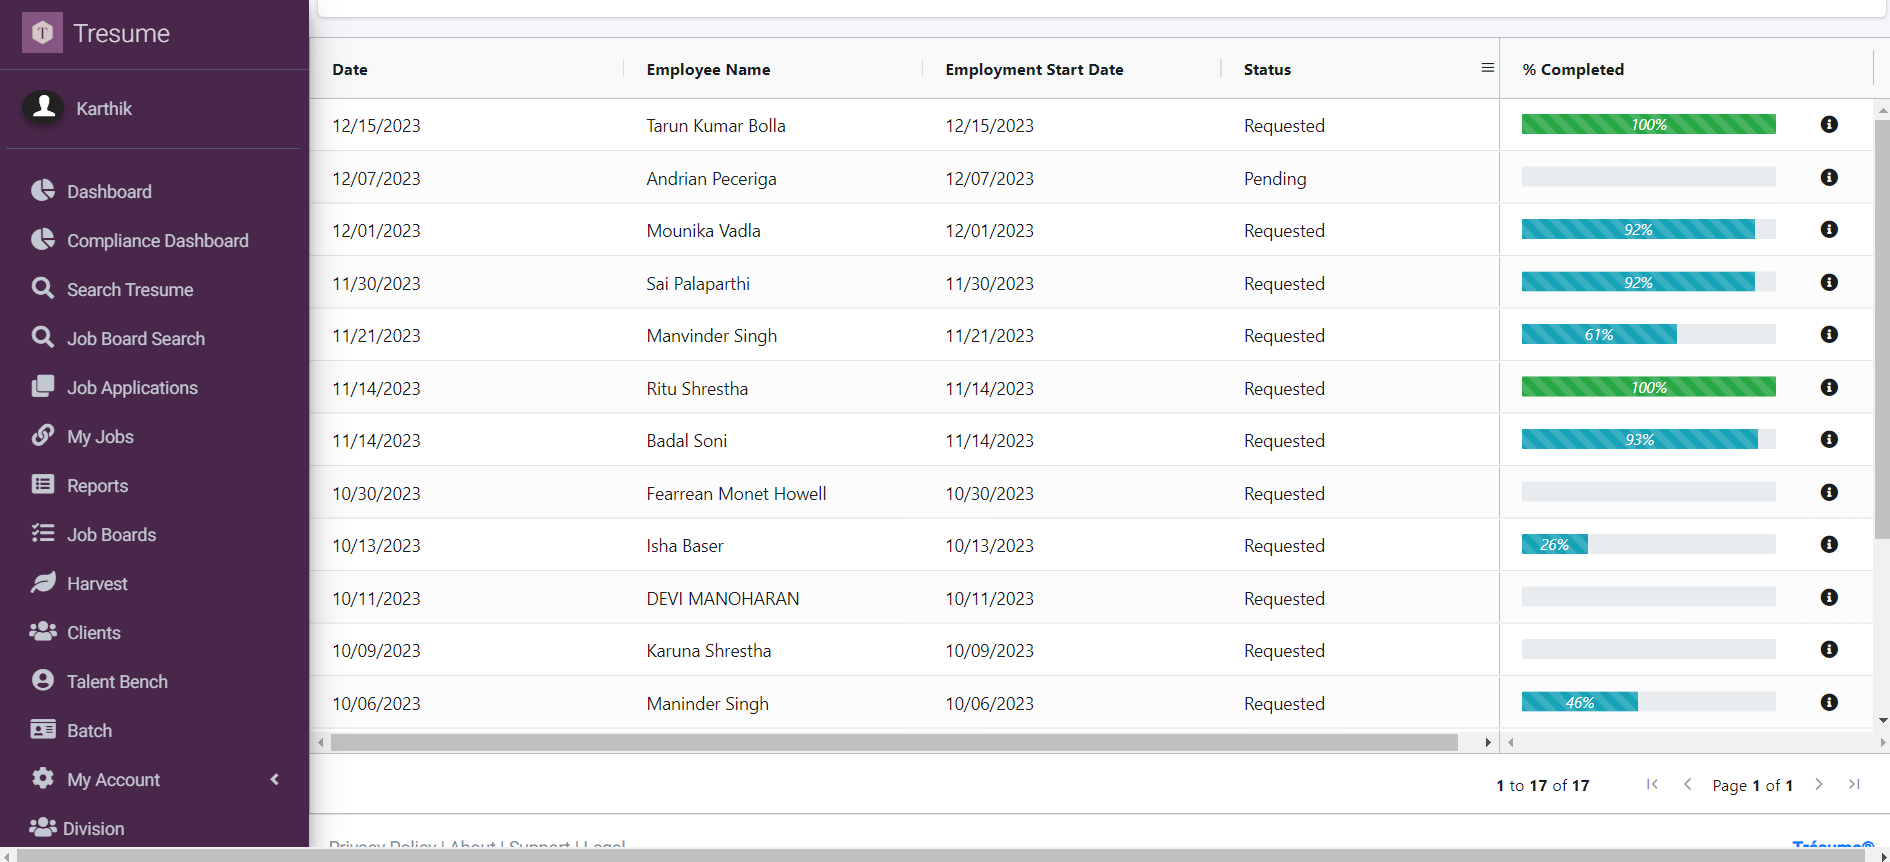 Tresume
Karthik
Dashboard
Compliance Dashboard
Search Tresume
Job Board Search
Job Applications
My Jobs
Reports
Job Boards
Harvest
Clients
Talent Bench
Batch
My Account
Division
Date Employee Name Employment Start Date Status % Completed
12/15/2023 Tarun Kumar Bolla 12/15/2023 Requested 100%
12/07/2023 Andrian Peceriga 12/07/2023 Pending
12/01/2023 Mounika Vadla 12/01/2023 Requested 92%
11/30/2023 Sai Palaparthi 11/30/2023 Requested 92%
11/21/2023 Manvinder Singh 11/21/2023 Requested 61%
11/14/2023 Ritu Shrestha 11/14/2023 Requested 100%
11/14/2023 Badal Soni 11/14/2023 Requested 93%
10/30/2023 Fearrean Monet Howell 10/30/2023 Requested
10/13/2023 Isha Baser 10/13/2023 Requested 26%
10/11/2023 DEVI MANOHARAN 10/11/2023 Requested
10/09/2023 Karuna Shrestha 10/09/2023 Requested
10/06/2023 Maninder Singh 10/06/2023 Requested 46%
1 to 17 of 17 Page 1 of 1
Privacy Policy | About | Support | Legal Trésume®